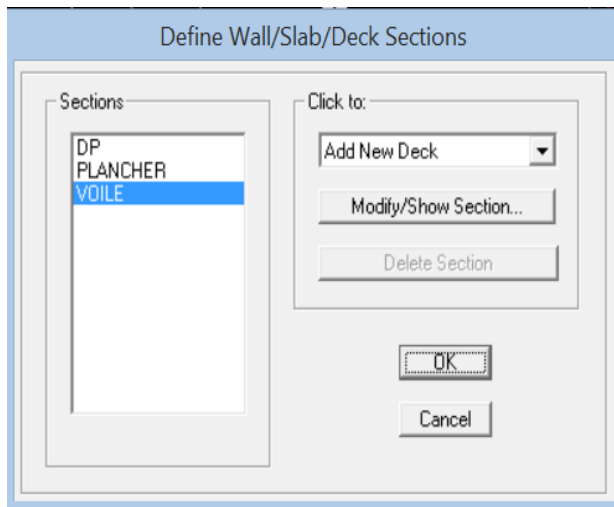 Define Wall/Slab/Deck Sections
Sections
DP
PLANCHER
VOILE
Click to:
Add New Deck
Modify/Show Section...
Delete Section
OK
Cancel